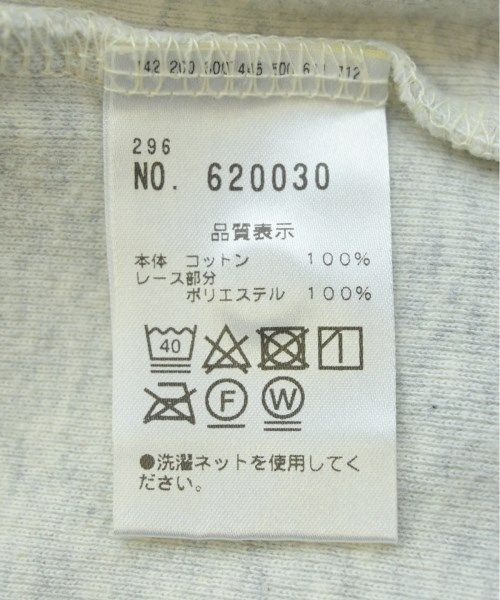 296
NO. 620030
品質表示
本体 コットン 100%
レース部分
ポリエステル 100%
40
F W
●洗濯ネットを使用してく
ださい。